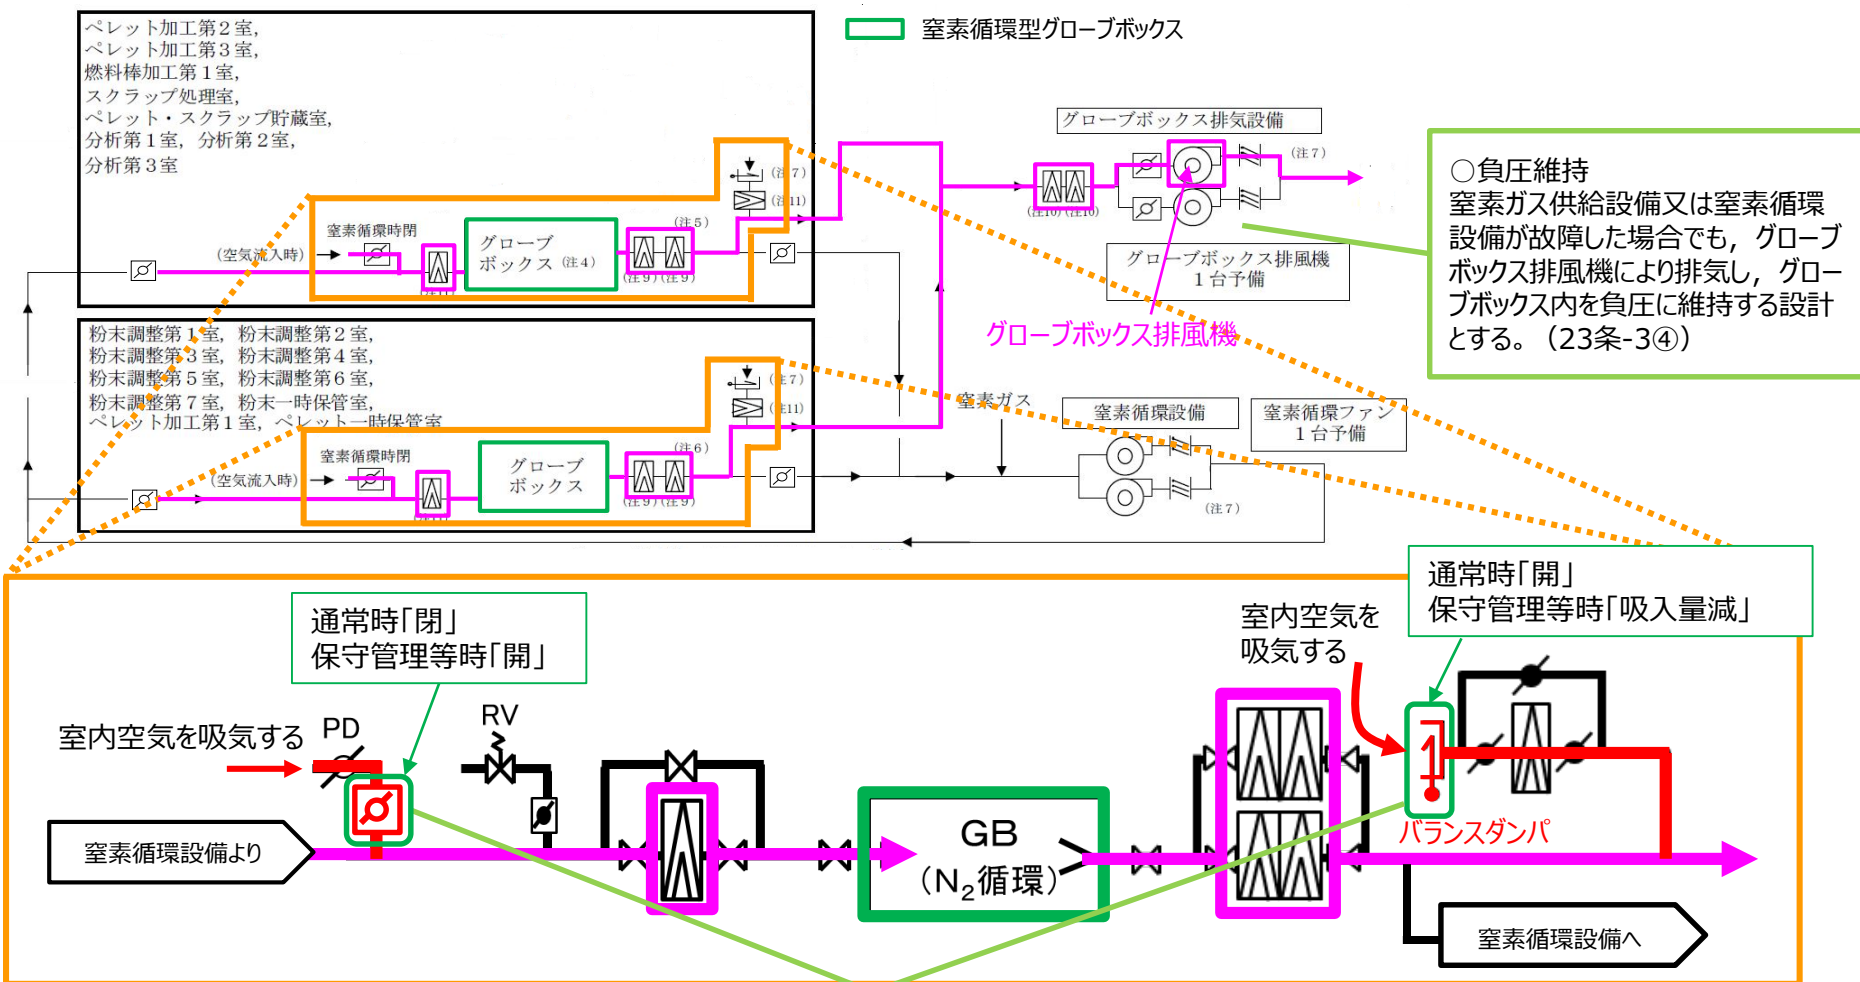 ペレット加工第２室，
ペレット加工第３室，
燃料棒加工第１室，
スクラップ処理室，
ペレット・スクラップ貯蔵室，
分析第１室，分析第２室，
分析第３室
窒素循環型グローブボックス
(注７)
(注11)
(注５)
窒素循環時閉
(空気流入時)
グローブ
ボックス (注４)
(注９)(注９)
グローブボックス排気設備
(注７)
(注10)(注10)
グローブボックス排風機
１台予備
グローブボックス排風機
○負圧維持
窒素ガス供給設備又は窒素循環
設備が故障した場合でも，グローブ
ボックス排風機により排気し，グロー
ブボックス内を負圧に維持する設計
とする。（23条-3④）
粉末調整第１室，粉末調整第２室，
粉末調整第３室，粉末調整第４室，
粉末調整第５室，粉末調整第６室，
粉末調整第７室，粉末一時保管室，
ペレット加工第１室，ペレット一時保管室
(注７)
(注11)
(注６)
窒素循環時閉
(空気流入時)
グローブ
ボックス
(注９)(注９)
窒素ガス
窒素循環設備
窒素循環ファン
１台予備
(注７)
通常時「閉」
保守管理等時「開」
通常時「開」
保守管理等時「吸入量減」
室内空気を
吸気する
室内空気を吸気する
PD
RV
窒素循環設備より
GB
（N₂循環）
バランスダンパ
窒素循環設備へ